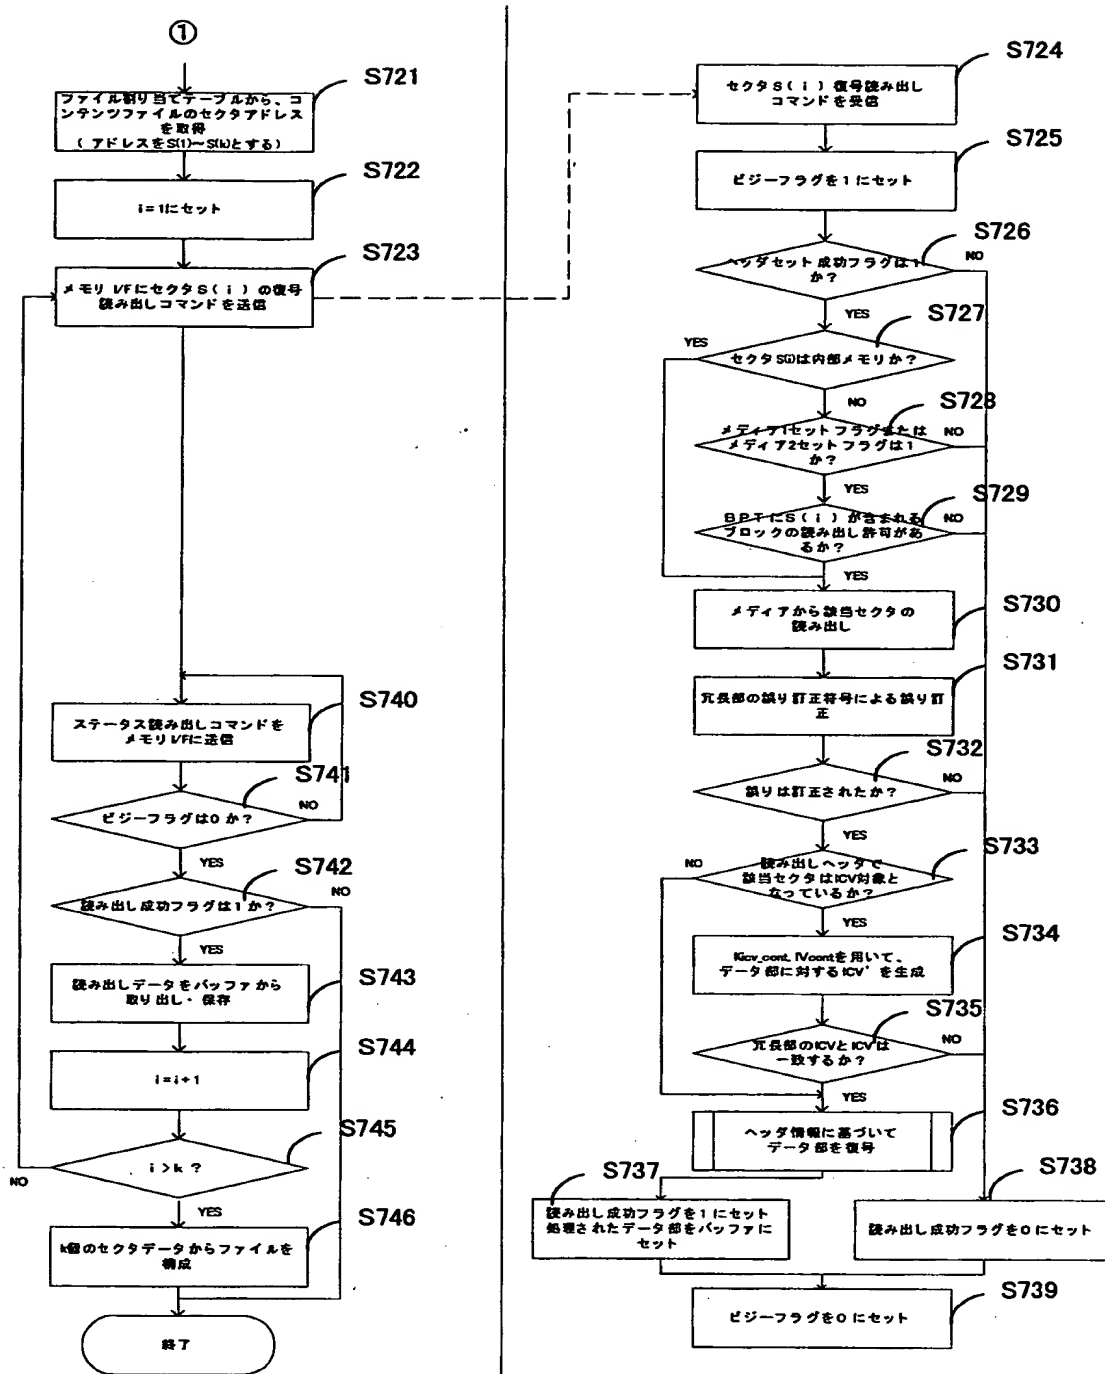 ①
S721
ファイル割り当てテーブルから、コ
ンテンツファイルのセクタアドレス
を取得
(アドレスをS(1)~S(k)とする)
S722
i=1にセット
S723
メモリI/FにセクタS(i)の復号
読み出しコマンドを送信
S740
ステータス読み出しコマンドを
メモリI/Fに送信
S741
ビジーフラグは0か?
NO
YES
S742
読み出し成功フラグは1か?
NO
YES
S743
読み出しデータをバッファから
取り出し・保存
S744
i=i+1
S745
i>k?
NO
YES
S746
k個のセクタデータからファイルを
構成
終了
S724
セクタS(i)復号読み出し
コマンドを受信
S725
ビジーフラグを1にセット
S726
ヘッダセット成功フラグは1
か?
NO
YES
S727
セクタS(i)は内部メモリか?
YES
NO
S728
メディア1セットフラグまたは
メディア2セットフラグは1
か?
NO
YES
S729
BPTにS(i)が含まれる
ブロックの読み出し許可があ
るか?
NO
YES
S730
メディアから該当セクタの
読み出し
S731
冗長部の誤り訂正符号による誤り訂
正
S732
誤りは訂正されたか?
NO
YES
S733
読み出しヘッダで
該当セクタはICV対象と
なっているか?
NO
YES
S734
Kicv_cont,IVcontを用いて、
データ部に対するICV'を生成
S735
冗長部のICVとICV'は
一致するか?
NO
YES
S736
ヘッダ情報に基づいて
データ部を復号
S737
読み出し成功フラグを1にセット
処理されたデータ部をバッファに
セット
S738
読み出し成功フラグを0にセット
S739
ビジーフラグを0にセット